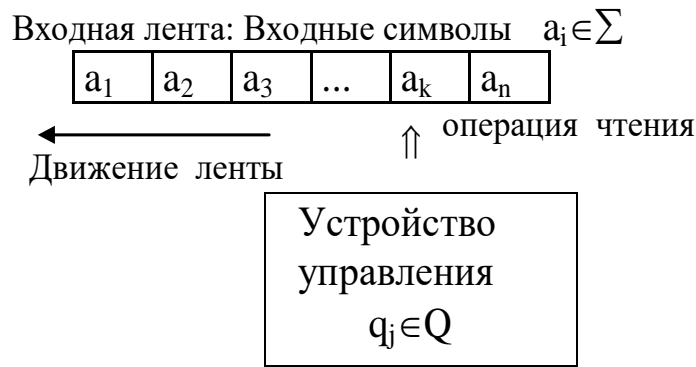 Входная лента: Входные символы aᵢ∈∑
a₁ a₂ a₃ ... aₖ aₙ
⇑ операция чтения
Движение ленты
Устройство
управления
qⱼ∈Q